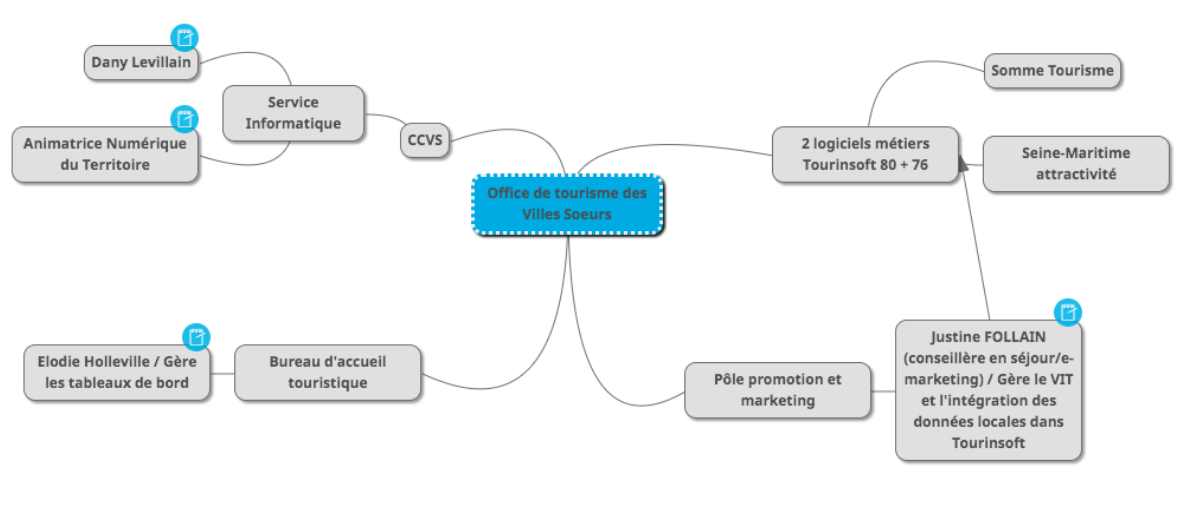 Dany Levillain
Service
Informatique
Animatrice Numérique
du Territoire
CCVS
Office de tourisme des
Villes Soeurs
Somme Tourisme
2 logiciels métiers
Tourinsoft 80 + 76
Seine-Maritime
attractivité
Elodie Holleville / Gère
les tableaux de bord
Bureau d'accueil
touristique
Pôle promotion et
marketing
Justine FOLLAIN
(conseillère en séjour/e-
marketing) / Gère le VIT
et l'intégration des
données locales dans
Tourinsoft